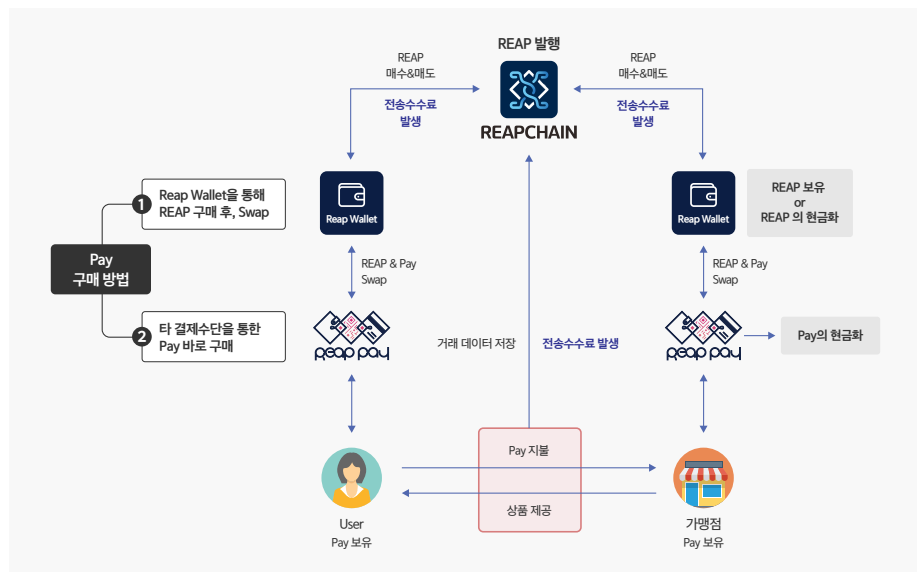 REAP 발행
REAP
매수&매도
전송수수료
발생
REAPCHAIN
REAP
매수&매도
전송수수료
발생
Pay
구매 방법
1
Reap Wallet을 통해
REAP 구매 후, Swap
2
타 결제수단을 통한
Pay 바로 구매
Reap Wallet
REAP & Pay
Swap
reap pay
거래 데이터 저장
전송수수료 발생
Reap Wallet
REAP 보유
or
REAP 의 현금화
REAP & Pay
Swap
reap pay
Pay의 현금화
Pay 지불
상품 제공
User
Pay 보유
가맹점
Pay 보유